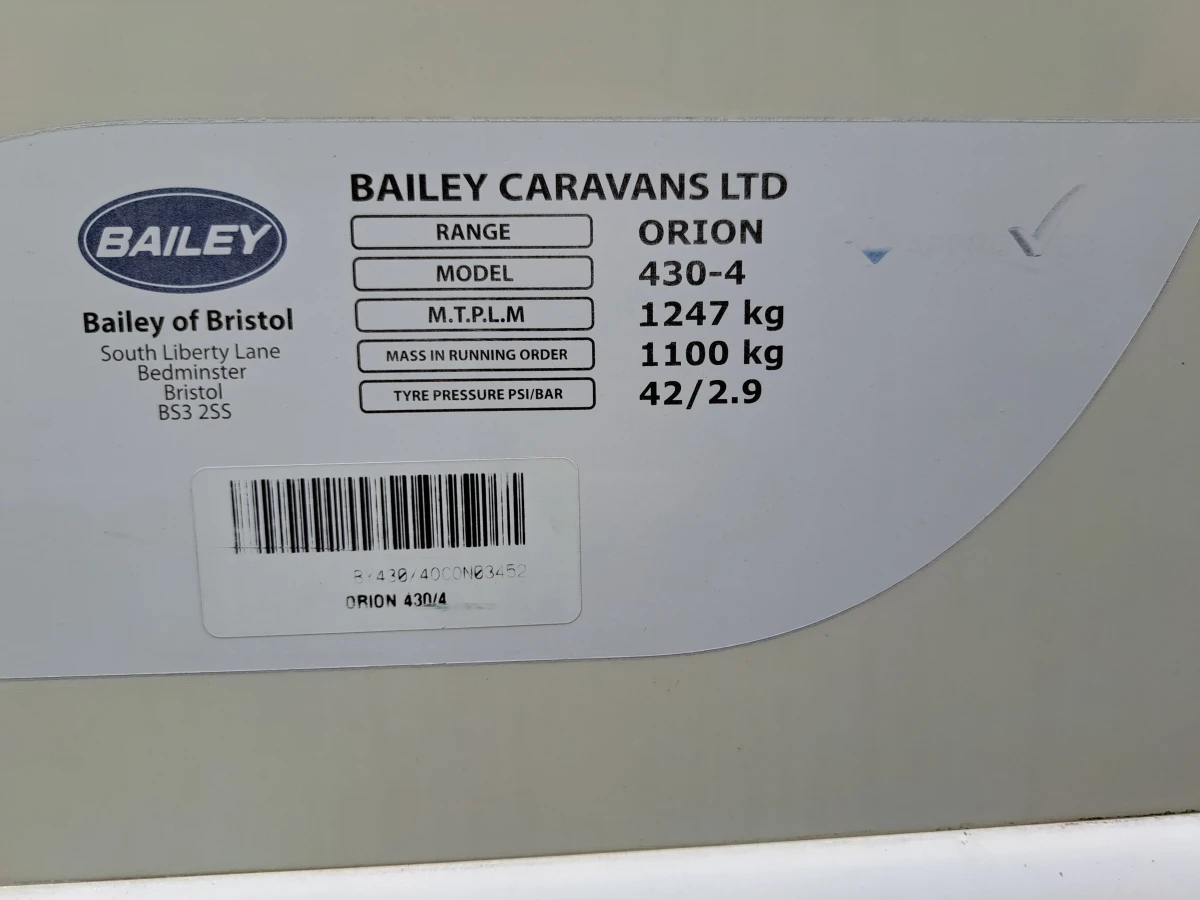 BAILEY
Bailey of Bristol
South Liberty Lane
Bedminster
Bristol
BS3 2SS
BAILEY CARAVANS LTD
RANGE ORION
MODEL 430-4
M.T.P.L.M 1247 kg
MASS IN RUNNING ORDER 1100 kg
TYRE PRESSURE PSI/BAR 42/2.9
ORION 430/4